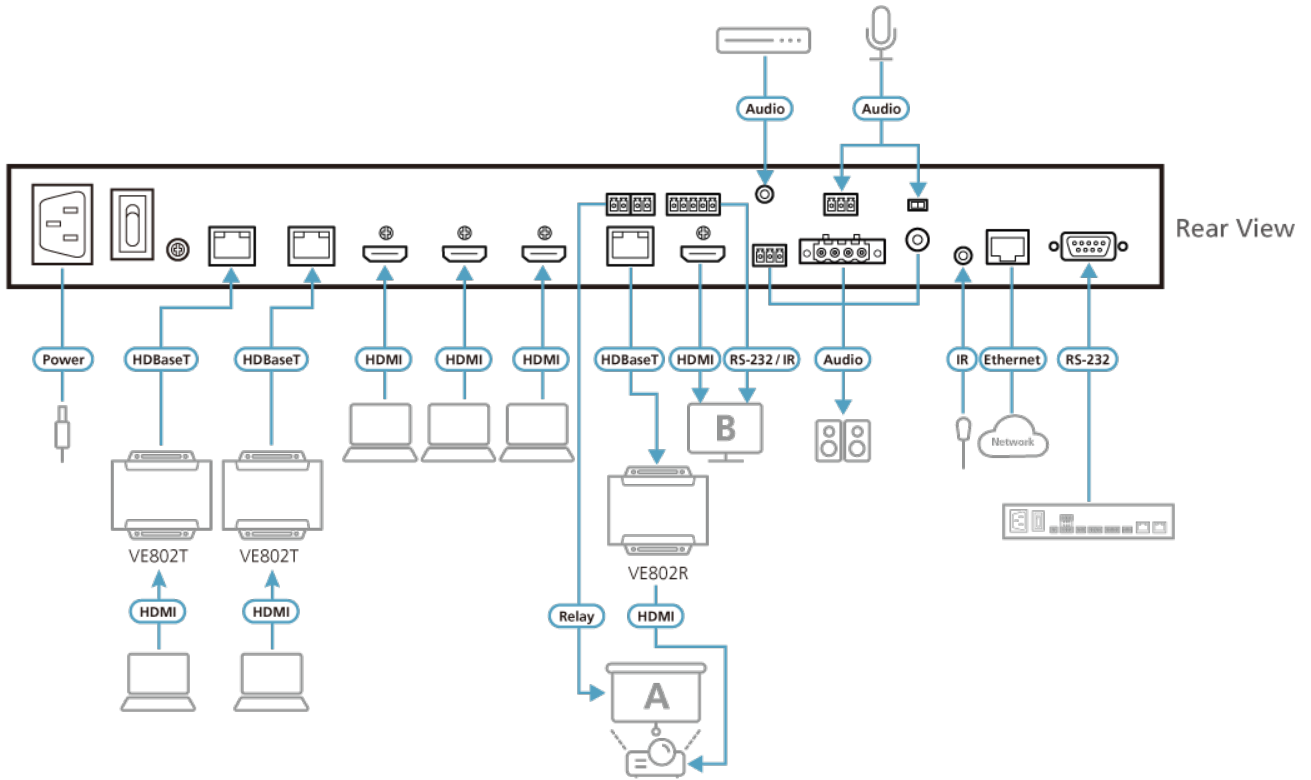 Audio
Audio
Rear View
Power
HDBaseT
HDBaseT
HDMI
HDMI
HDMI
HDBaseT
HDMI
RS-232 / IR
Audio
IR
Ethernet
RS-232
B
Network
VE802T
VE802T
VE802R
HDMI
HDMI
Relay
HDMI
A